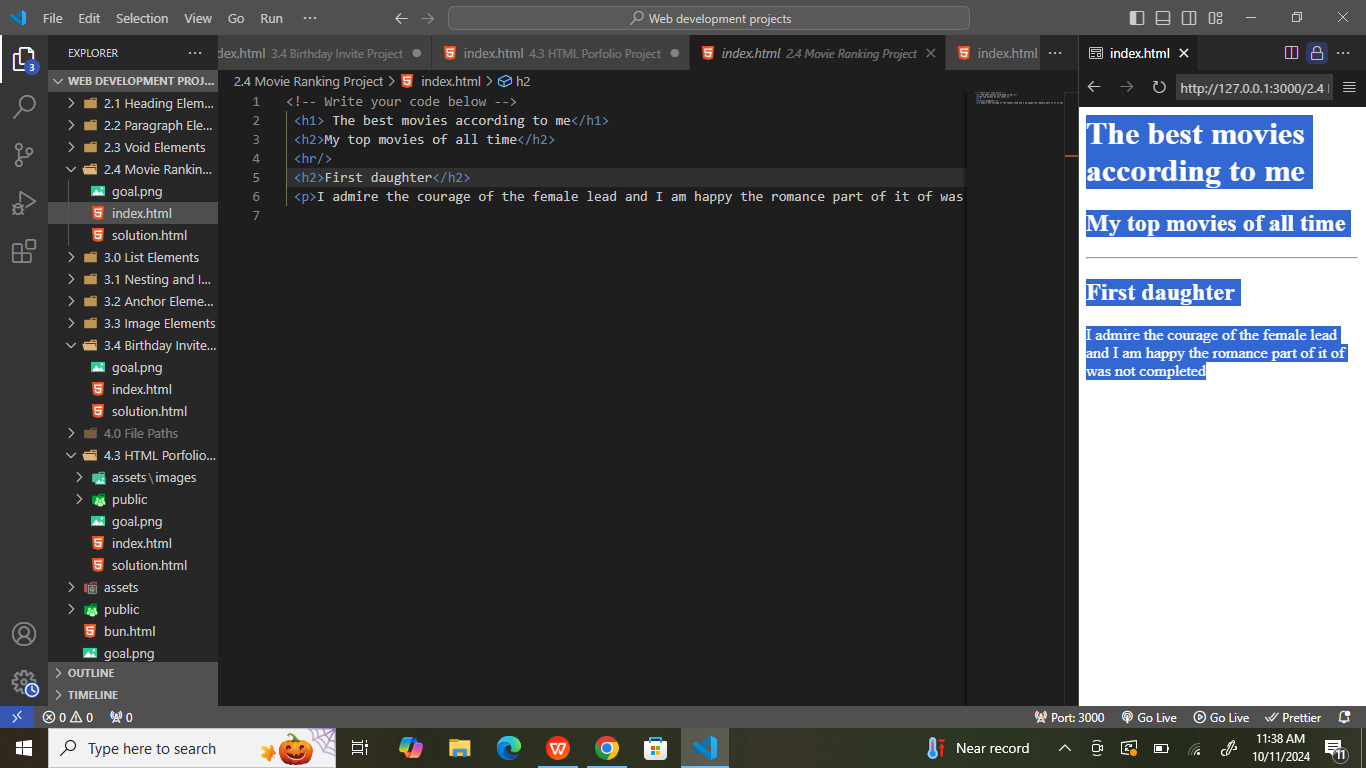 File Edit Selection View Go Run ··· Web development projects
EXPLORER ···
WEB DEVELOPMENT PROJ...
2.1 Heading Elem...
2.2 Paragraph Ele...
2.3 Void Elements
2.4 Movie Rankin...
goal.png
index.html
solution.html
3.0 List Elements
3.1 Nesting and I...
3.2 Anchor Eleme...
3.3 Image Elements
3.4 Birthday Invite...
goal.png
index.html
solution.html
4.0 File Paths
4.3 HTML Porfolio...
assets\images
public
goal.png
index.html
solution.html
assets
public
bun.html
goal.png
OUTLINE
TIMELINE
3
dex.html 3.4 Birthday Invite Project
index.html 4.3 HTML Porfolio Project
index.html 2.4 Movie Ranking Project
index.html ···
2.4 Movie Ranking Project > index.html > h2
1 <!-- Write your code below -->
2 <h1> The best movies according to me</h1>
3 <h2>My top movies of all time</h2>
4 <hr/>
5 <h2>First daughter</h2>
6 <p>I admire the courage of the female lead and I am happy the romance part of it of was
7
index.html ···
http://127.0.0.1:3000/2.4
The best movies
according to me
My top movies of all time
First daughter
I admire the courage of the female lead
and I am happy the romance part of it of
was not completed
0 0 0 Port: 3000 Go Live Go Live Prettier
Type here to search
Near record
11:38 AM
10/11/2024
11